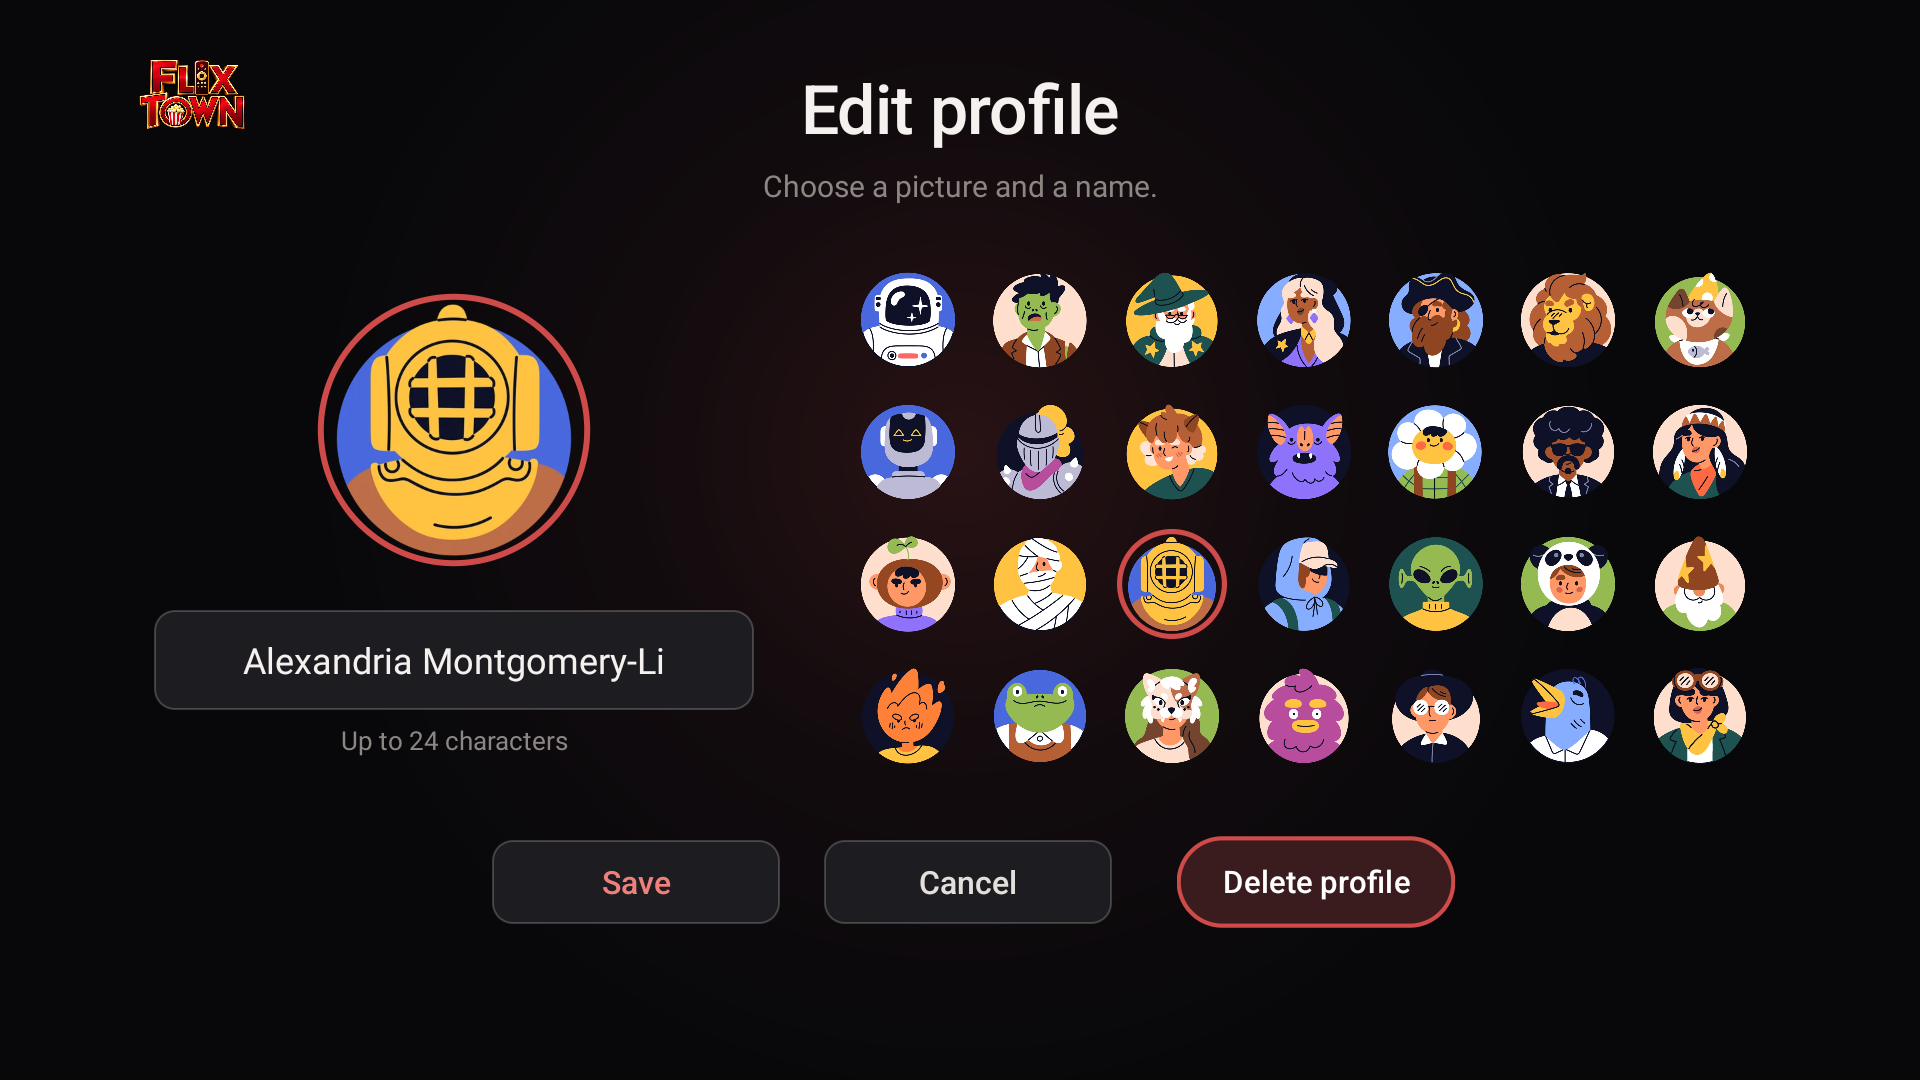 FLIX
TOWN
Edit profile
Choose a picture and a name.
Alexandria Montgomery-Li
Up to 24 characters
Save
Cancel
Delete profile